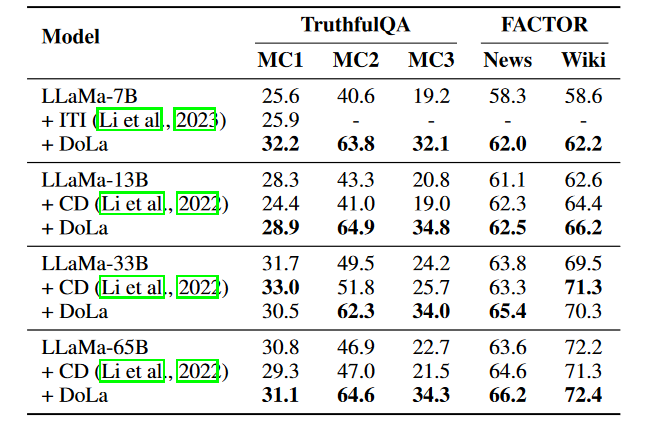 Model TruthfulQA FACTOR
MC1 MC2 MC3 News Wiki
LLaMa-7B 25.6 40.6 19.2 58.3 58.6
+ ITI (Li et al., 2023) 25.9 - - - -
+ DoLa 32.2 63.8 32.1 62.0 62.2
LLaMa-13B 28.3 43.3 20.8 61.1 62.6
+ CD (Li et al., 2022) 24.4 41.0 19.0 62.3 64.4
+ DoLa 28.9 64.9 34.8 62.5 66.2
LLaMa-33B 31.7 49.5 24.2 63.8 69.5
+ CD (Li et al., 2022) 33.0 51.8 25.7 63.3 71.3
+ DoLa 30.5 62.3 34.0 65.4 70.3
LLaMa-65B 30.8 46.9 22.7 63.6 72.2
+ CD (Li et al., 2022) 29.3 47.0 21.5 64.6 71.3
+ DoLa 31.1 64.6 34.3 66.2 72.4